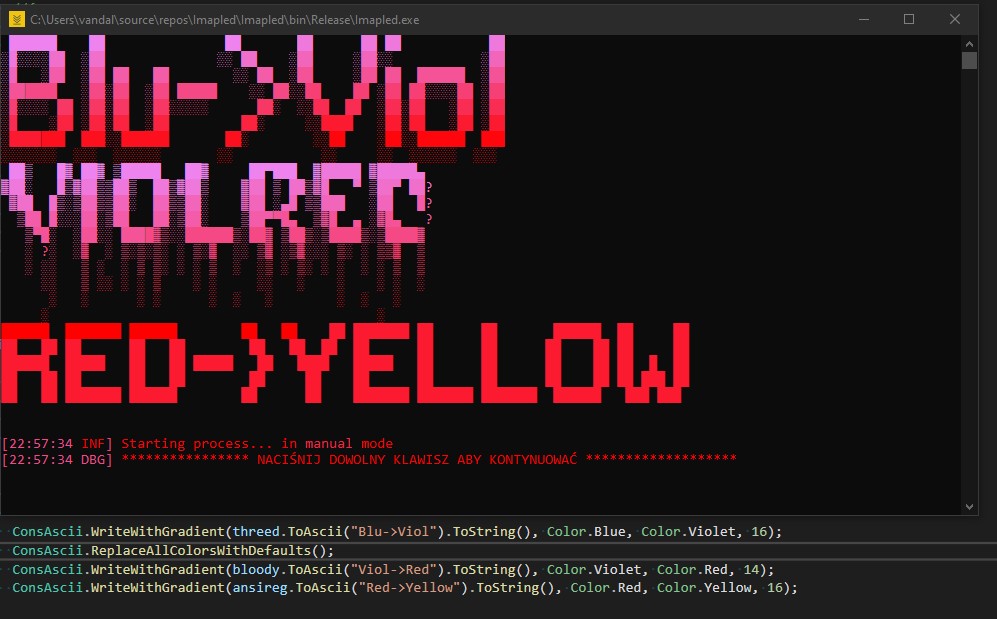 C:\Users\vandal\source\repos\Imapled\Imapled\bin\Release\Imapled.exe
Blu->Viol
RED->YELLOW
[22:57:34 INF] Starting process... in manual mode
[22:57:34 DBG] **************** NACIŚNIJ DOWOLNY KLAWISZ ABY KONTYNUOWAĆ *******************
ConsAscii.WriteWithGradient(threed.ToAscii("Blu->Viol").ToString(), Color.Blue, Color.Violet, 16);
ConsAscii.ReplaceAllColorsWithDefaults();
ConsAscii.WriteWithGradient(bloody.ToAscii("Viol->Red").ToString(), Color.Violet, Color.Red, 14);
ConsAscii.WriteWithGradient(ansireg.ToAscii("Red->Yellow").ToString(), Color.Red, Color.Yellow, 16);